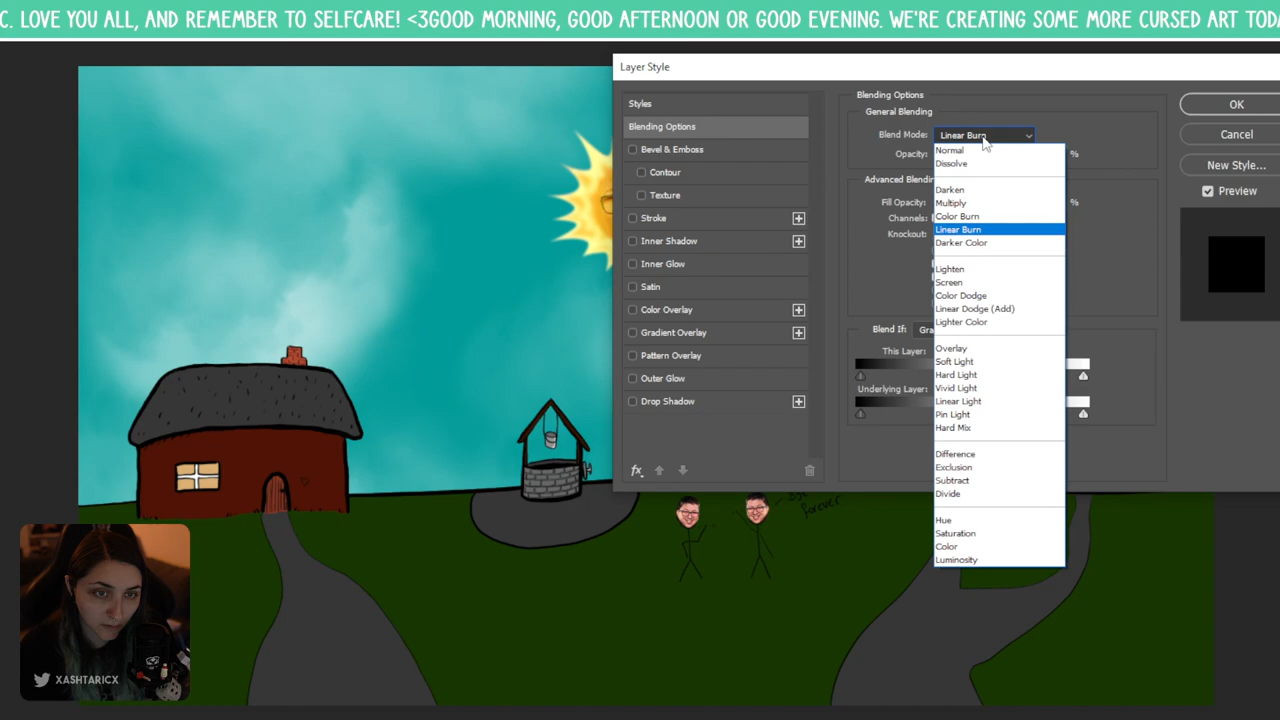 C. LOVE YOU ALL, AND REMEMBER TO SELFCARE! <3GOOD MORNING, GOOD AFTERNOON OR GOOD EVENING. WE'RE CREATING SOME MORE CURSED ART TODA
Layer Style
Styles
Blending Options
Bevel & Emboss
Contour
Texture
Stroke
Inner Shadow
Inner Glow
Satin
Color Overlay
Gradient Overlay
Pattern Overlay
Outer Glow
Drop Shadow
fx
Blending Options
General Blending
Blend Mode: Linear Burn
Opacity: %
Advanced Blendin
Fill Opacity: %
Channels:
Knockout:
Blend If: Gra
This Layer:
Underlying Layer:
Normal
Dissolve
Darken
Multiply
Color Burn
Linear Burn
Darker Color
Lighten
Screen
Color Dodge
Linear Dodge (Add)
Lighter Color
Overlay
Soft Light
Hard Light
Vivid Light
Linear Light
Pin Light
Hard Mix
Difference
Exclusion
Subtract
Divide
Hue
Saturation
Color
Luminosity
OK
Cancel
New Style...
Preview
forever
XASHTARICX